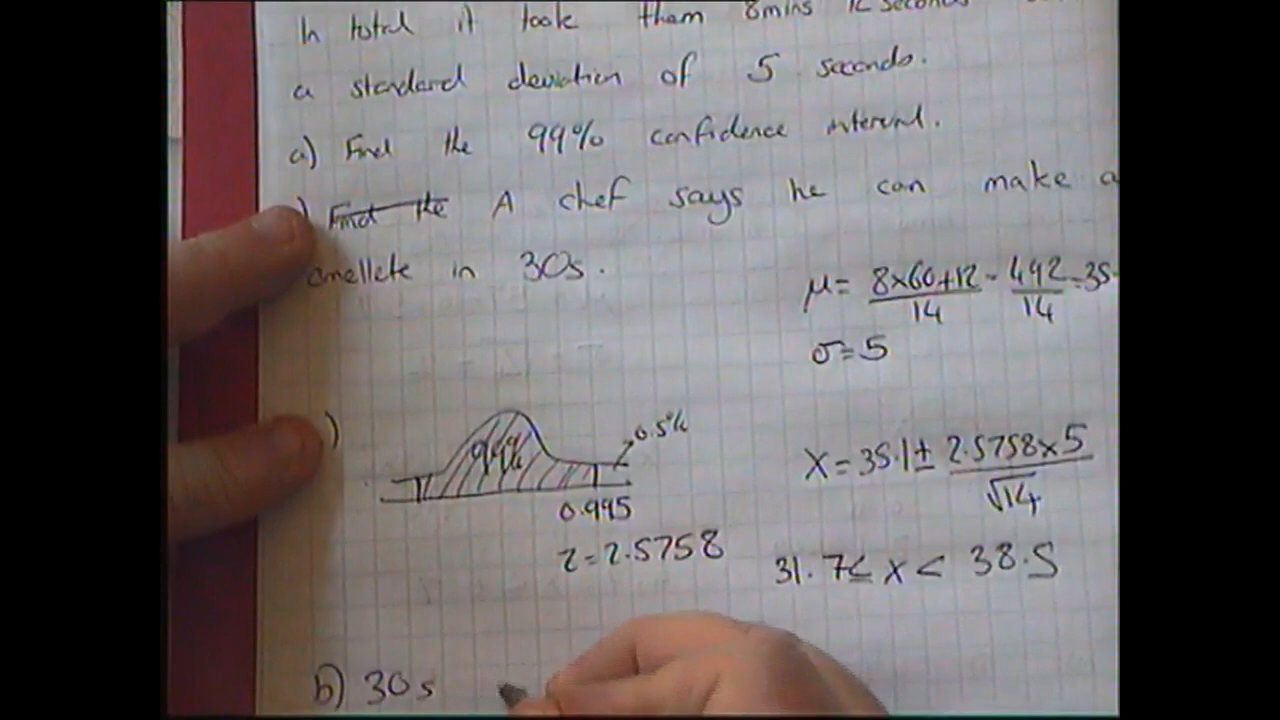 In total it took them 8mins 12 seconds
a standard deviation of 5 seconds.
a) Find the 99% confidence interval.
) Find the A chef says he can make a
omellete in 30s.
μ = 8x60+12 = 492 = 35.
14 14
σ = 5
)
99%
0.5%
0.995
z = 2.5758
X = 35.1 ± 2.5758 x 5
√14
31.7 ≤ x < 38.5
b) 30s